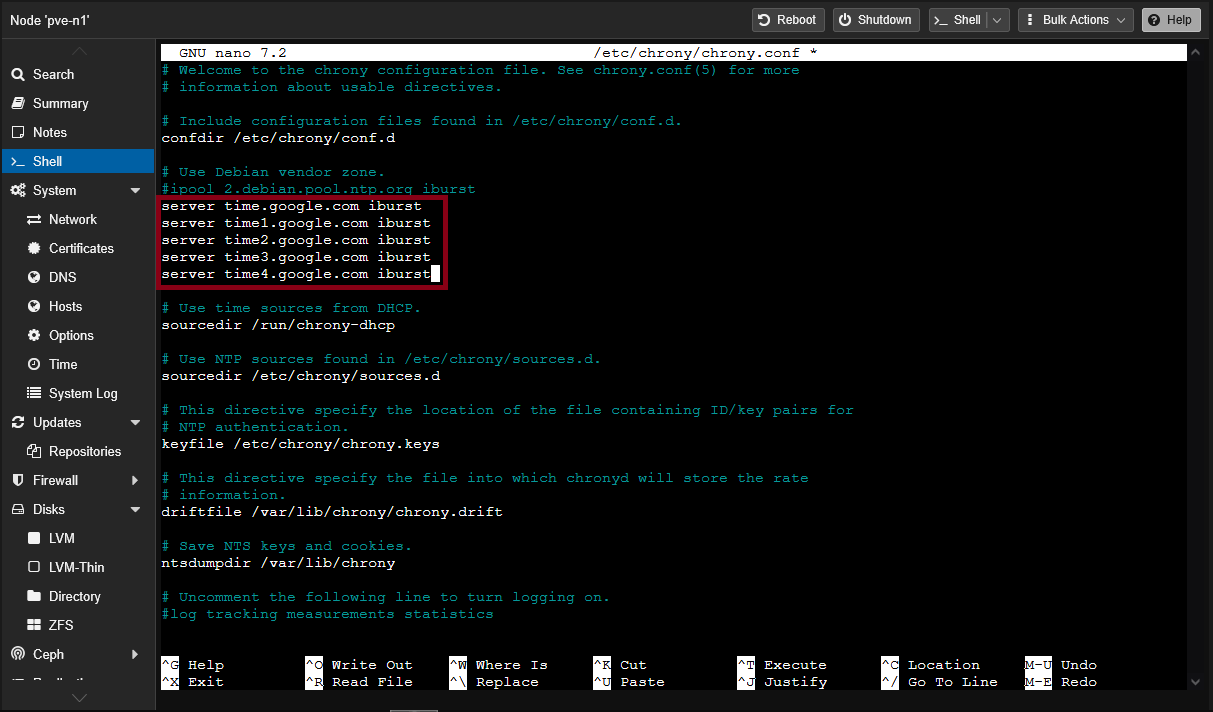 Node 'pve-n1'
Reboot
Shutdown
Shell
Bulk Actions
Help
Search
Summary
Notes
Shell
System
Network
Certificates
DNS
Hosts
Options
Time
System Log
Updates
Repositories
Firewall
Disks
LVM
LVM-Thin
Directory
ZFS
Ceph
GNU nano 7.2 /etc/chrony/chrony.conf *
# Welcome to the chrony configuration file. See chrony.conf(5) for more
# information about usable directives.
# Include configuration files found in /etc/chrony/conf.d.
confdir /etc/chrony/conf.d
# Use Debian vendor zone.
#ipool 2.debian.pool.ntp.org iburst
server time.google.com iburst
server time1.google.com iburst
server time2.google.com iburst
server time3.google.com iburst
server time4.google.com iburst
# Use time sources from DHCP.
sourcedir /run/chrony-dhcp
# Use NTP sources found in /etc/chrony/sources.d.
sourcedir /etc/chrony/sources.d
# This directive specify the location of the file containing ID/key pairs for
# NTP authentication.
keyfile /etc/chrony/chrony.keys
# This directive specify the file into which chronyd will store the rate
# information.
driftfile /var/lib/chrony/chrony.drift
# Save NTS keys and cookies.
ntsdumpdir /var/lib/chrony
# Uncomment the following line to turn logging on.
#log tracking measurements statistics
^G Help ^O Write Out ^W Where Is ^K Cut ^T Execute ^C Location M-U Undo
^X Exit ^R Read File ^\ Replace ^U Paste ^J Justify ^/ Go To Line M-E Redo